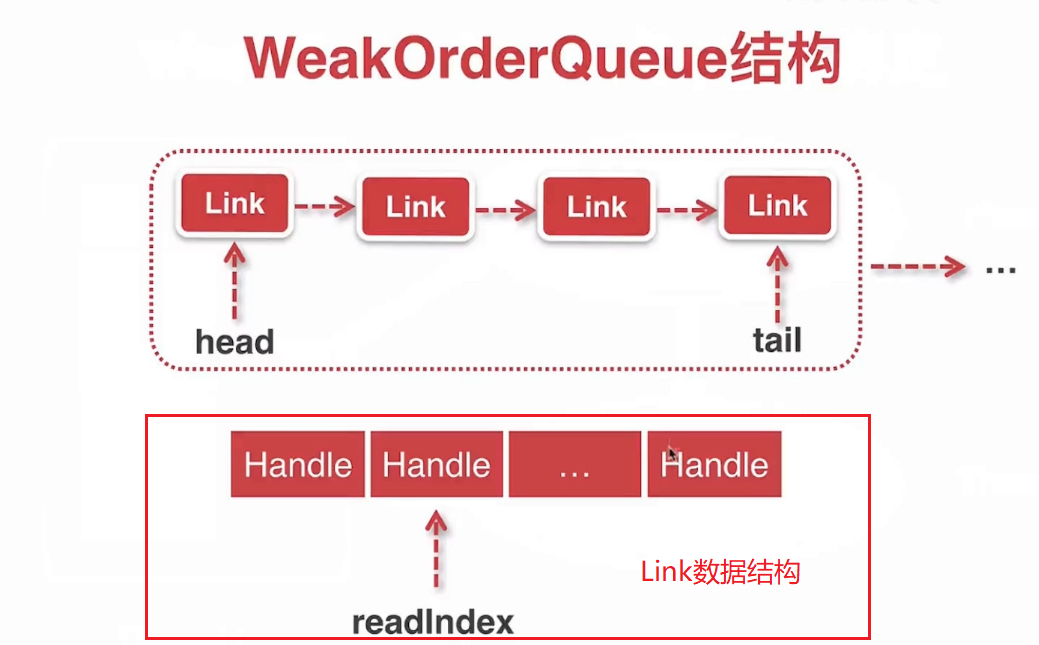 WeakOrderQueue结构
Link Link Link Link
...
head tail
Handle Handle ... Handle
Link数据结构
readIndex